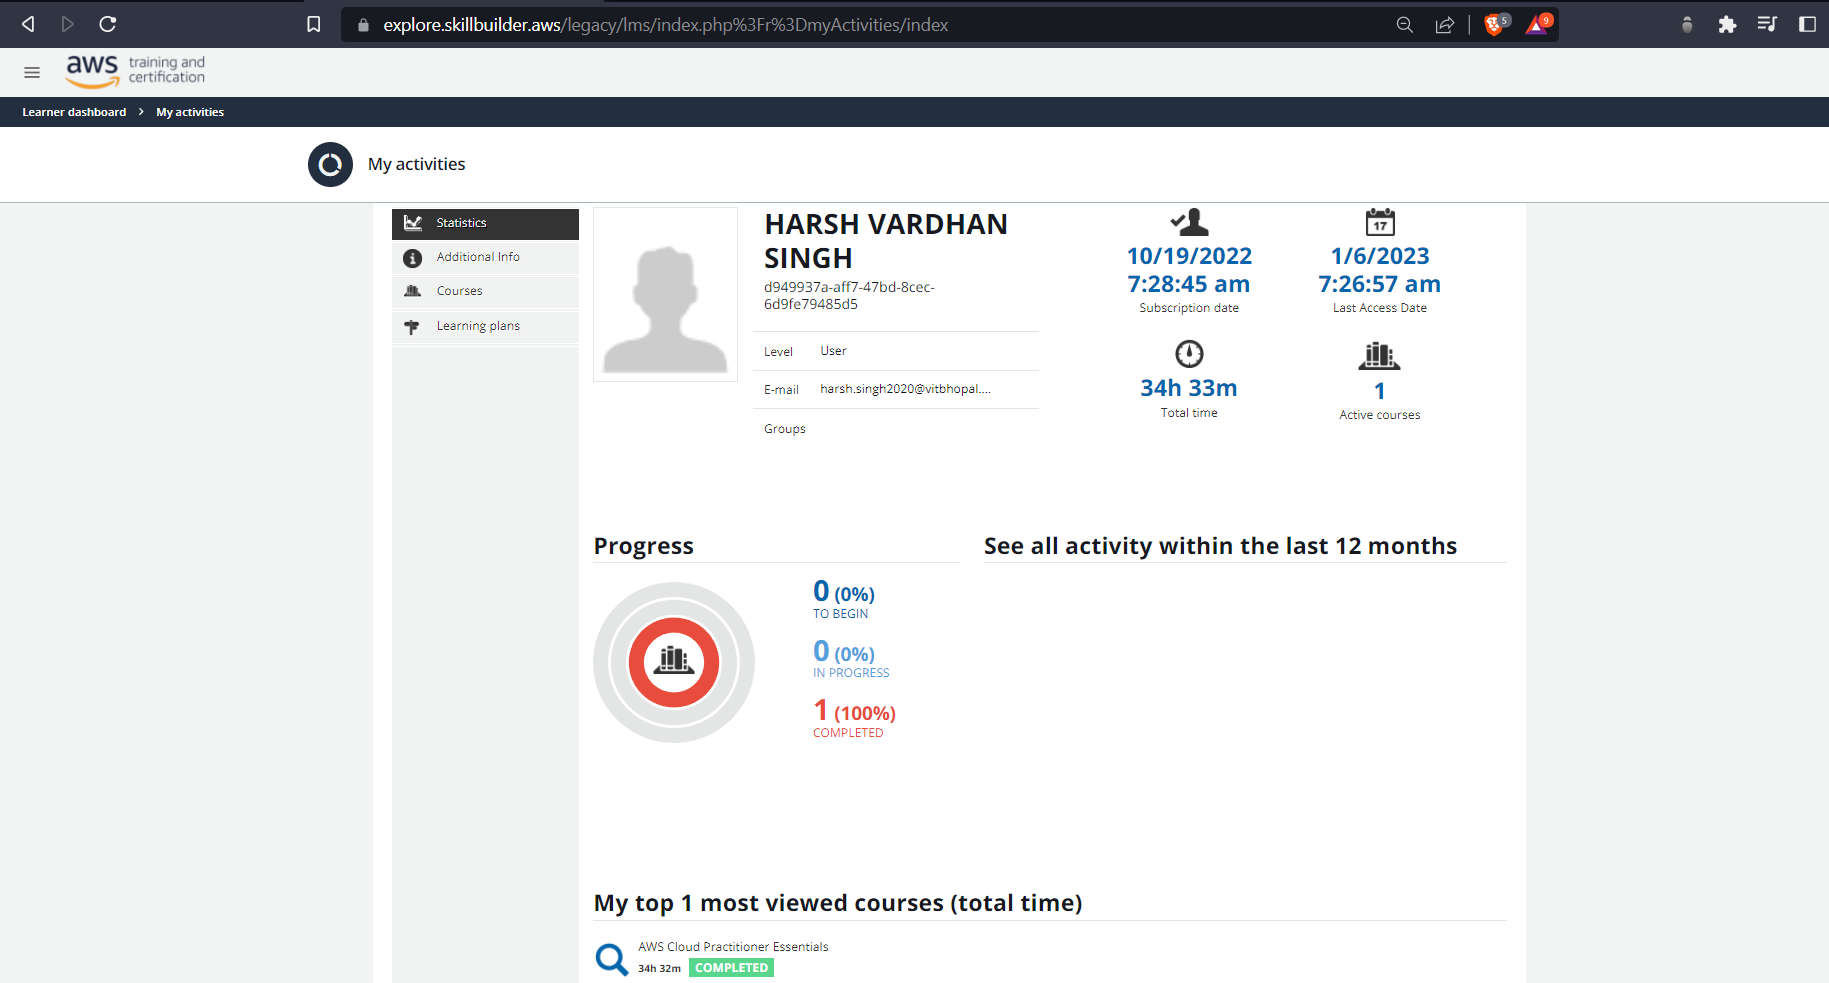 explore.skillbuilder.aws/legacy/lms/index.php%3Fr%3DmyActivities/index
5
9
aws training and certification
Learner dashboard > My activities
My activities
Statistics
Additional Info
Courses
Learning plans
HARSH VARDHAN
SINGH
d949937a-aff7-47bd-8cec-
6d9fe79485d5
Level User
E-mail harsh.singh2020@vitbhopal....
Groups
10/19/2022
7:28:45 am
Subscription date
17
1/6/2023
7:26:57 am
Last Access Date
34h 33m
Total time
1
Active courses
Progress
0 (0%)
TO BEGIN
0 (0%)
IN PROGRESS
1 (100%)
COMPLETED
See all activity within the last 12 months
My top 1 most viewed courses (total time)
AWS Cloud Practitioner Essentials
34h 32m COMPLETED